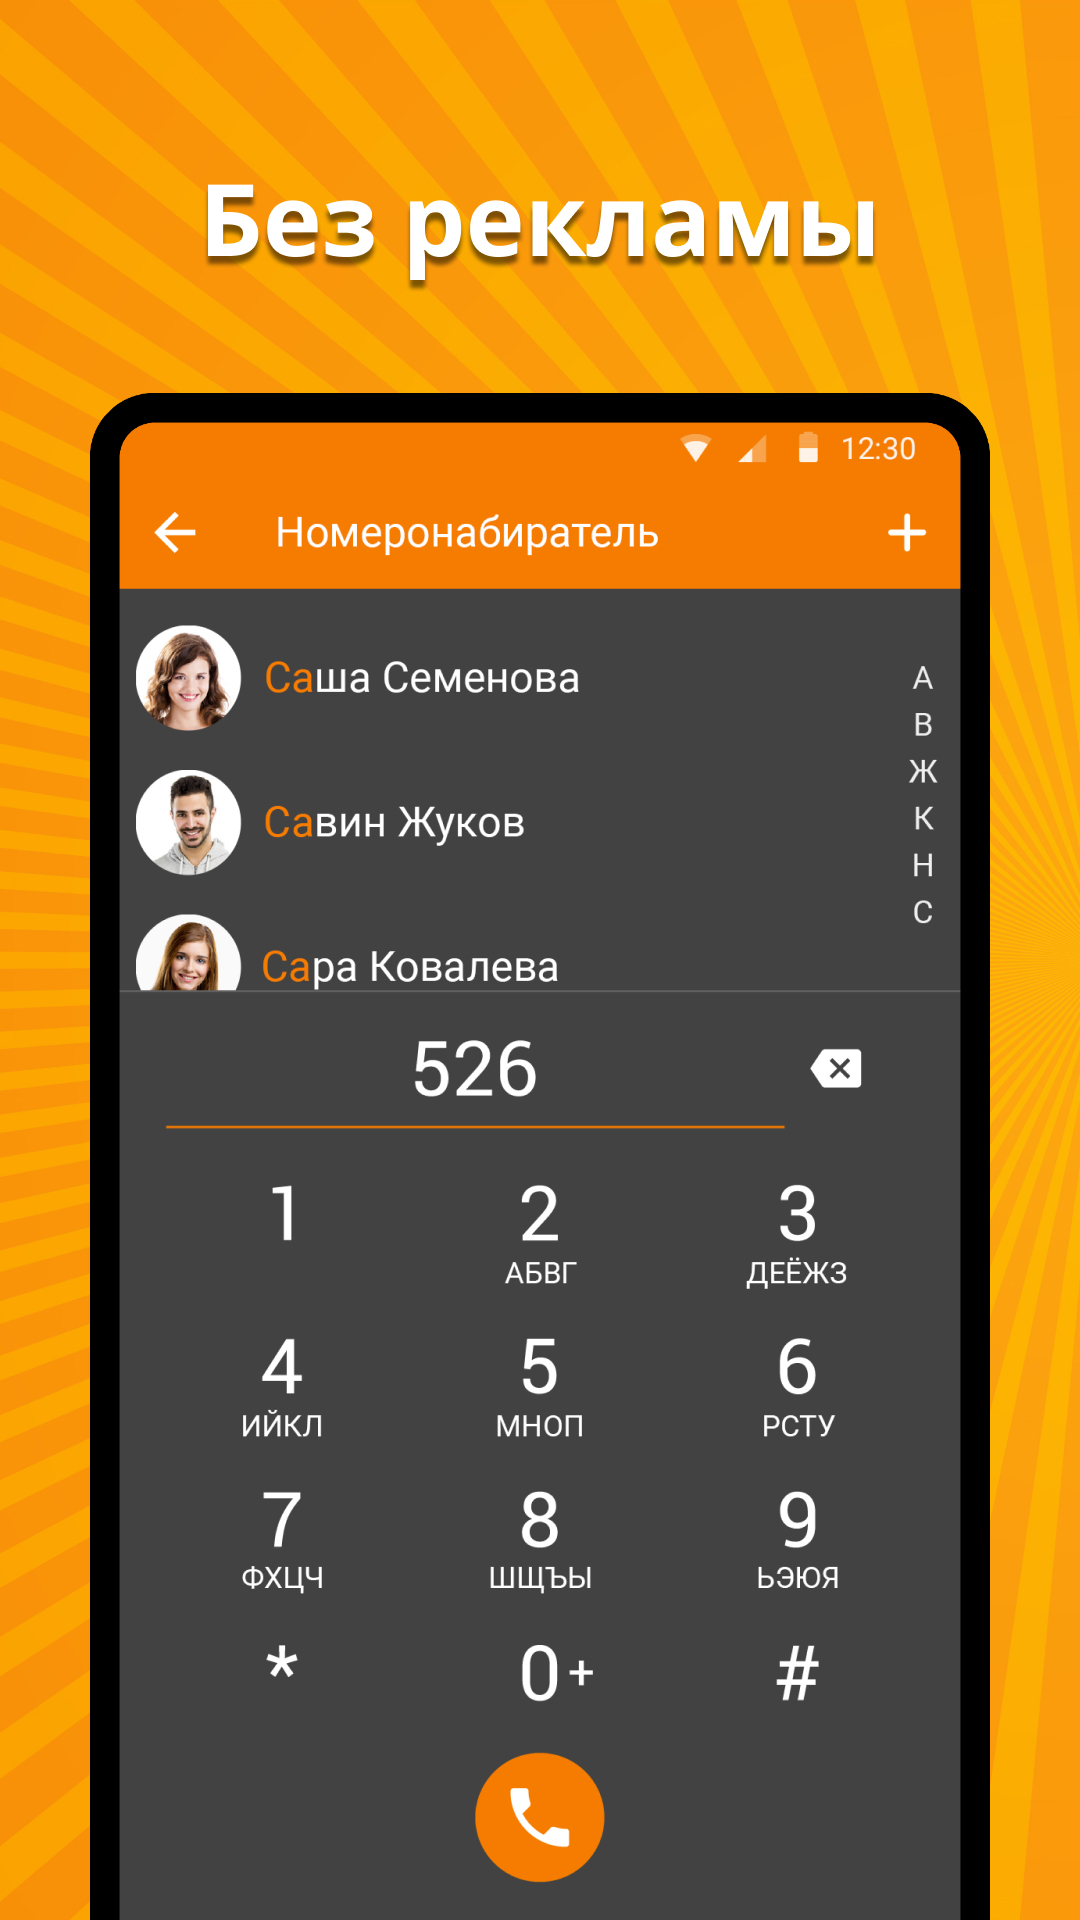 Без рекламы
12:30
Номеронабиратель
Саша Семенова
Савин Жуков
Сара Ковалева
А
В
Ж
К
Н
С
526
1 2 3
АБВГ ДЕЁЖЗ
4 5 6
ИЙКЛ МНОП РСТУ
7 8 9
ФХЦЧ ШЩЪЫ ЬЭЮЯ
* 0 + #